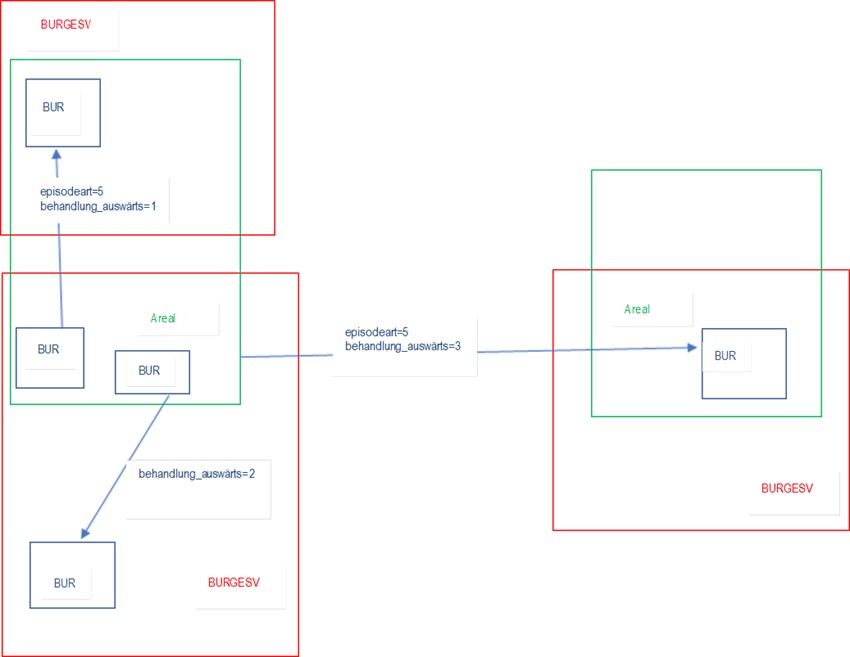 BURGESV
BUR
episodeart=5
behandlung_auswärts=1
Areal
BUR
BUR
behandlung_auswärts=2
BUR
BURGESV
episodeart=5
behandlung_auswärts=3
Areal
BUR
BURGESV